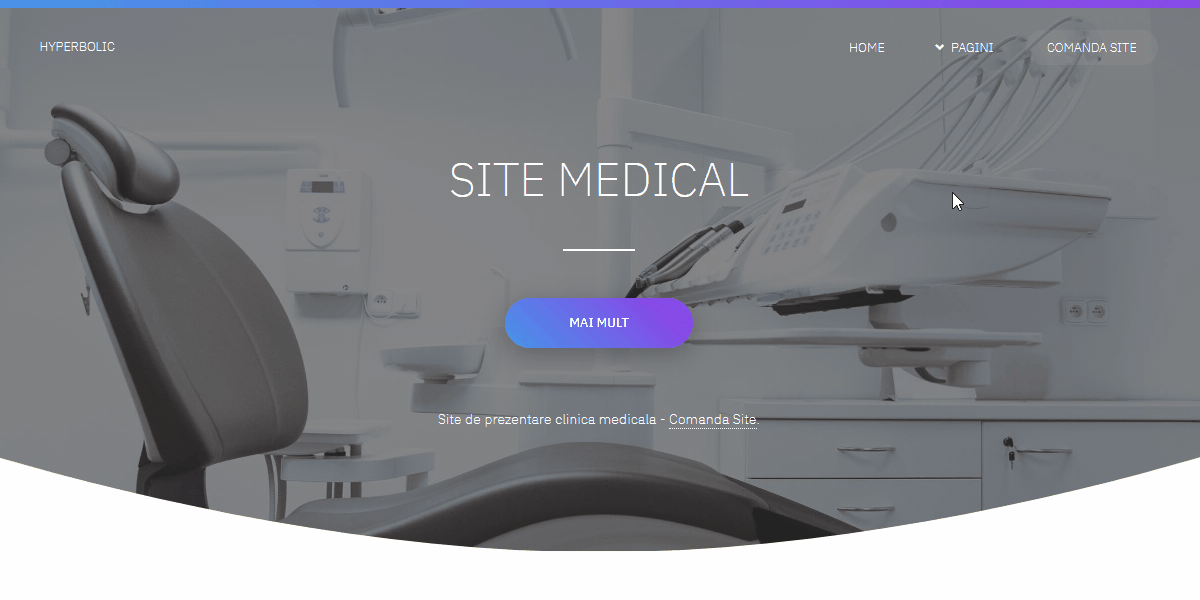 HYPERBOLIC
HOME
PAGINI
COMANDA SITE
SITE MEDICAL
MAI MULT
Site de prezentare clinica medicala - Comanda Site.